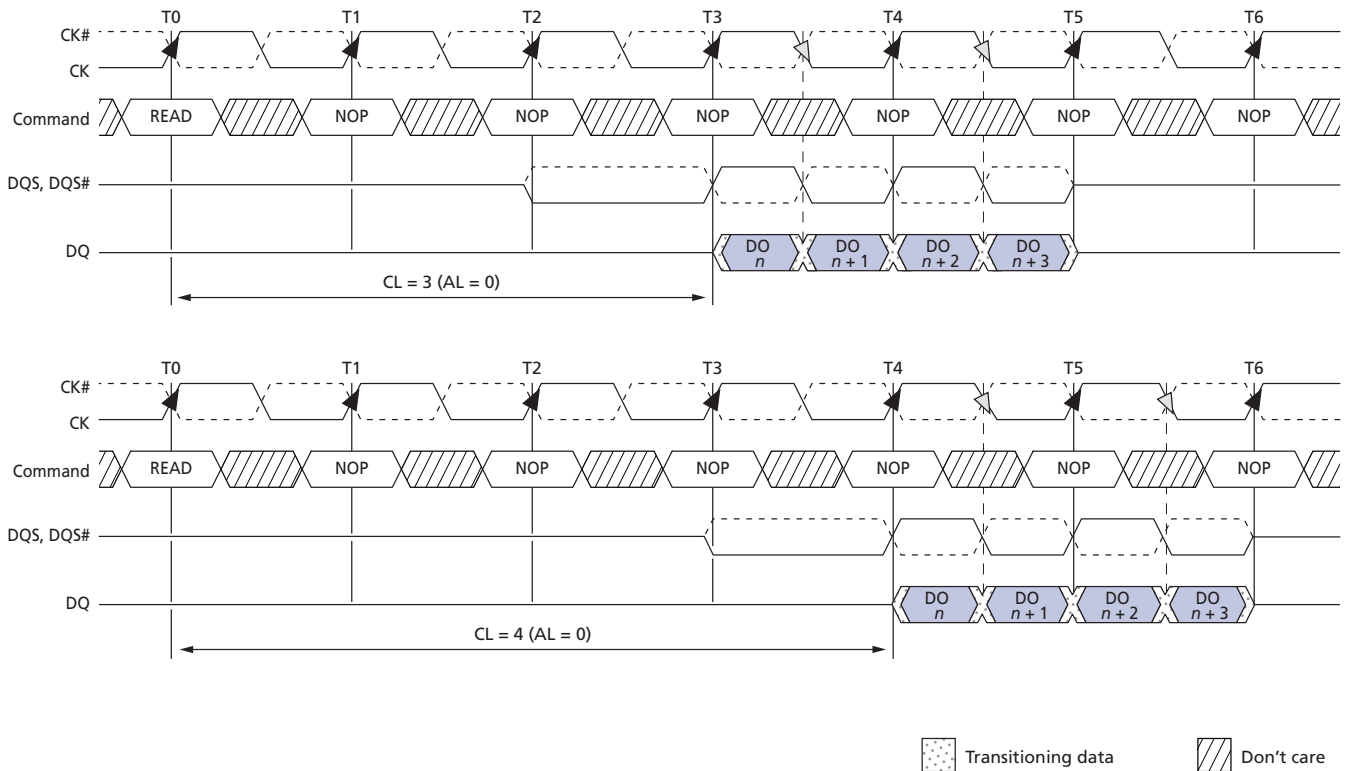 T0 T1 T2 T3 T4 T5 T6
CK#
CK
Command READ NOP NOP NOP NOP NOP NOP
DQS, DQS#
DQ DO n DO n + 1 DO n + 2 DO n + 3
CL = 3 (AL = 0)
T0 T1 T2 T3 T4 T5 T6
CK#
CK
Command READ NOP NOP NOP NOP NOP NOP
DQS, DQS#
DQ DO n DO n + 1 DO n + 2 DO n + 3
CL = 4 (AL = 0)
Transitioning data Don't care